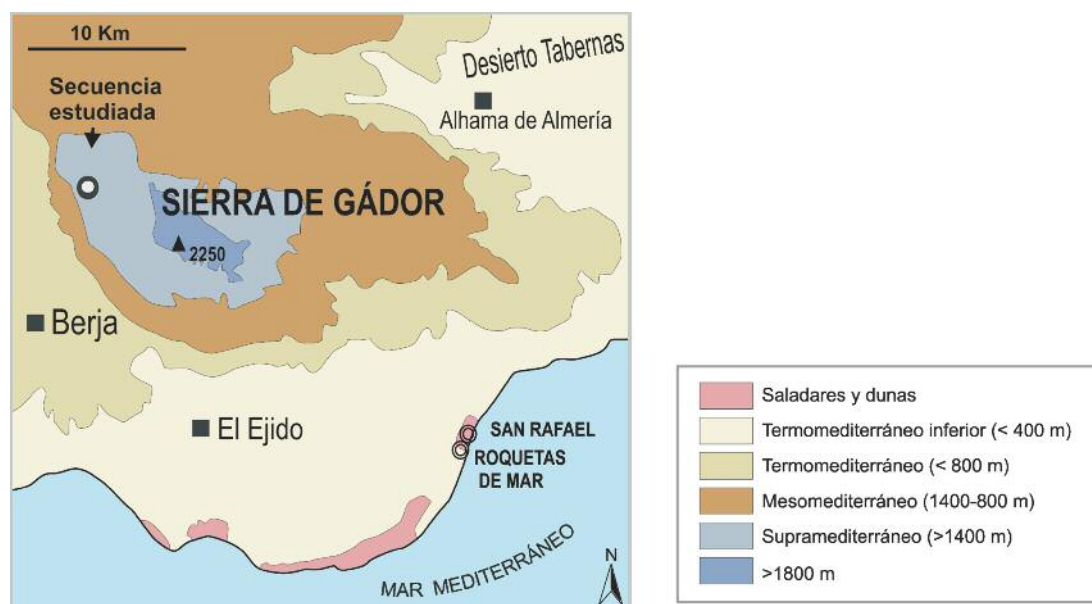 10 Km
Desierto Tabernas
Secuencia
estudiada
Alhama de Almería
SIERRA DE GÁDOR
2250
Berja
El Ejido
SAN RAFAEL
ROQUETAS
DE MAR
MAR MEDITERRÁNEO
N
Saladares y dunas
Termomediterráneo inferior (< 400 m)
Termomediterráneo (< 800 m)
Mesomediterráneo (1400-800 m)
Supramediterráneo (>1400 m)
>1800 m